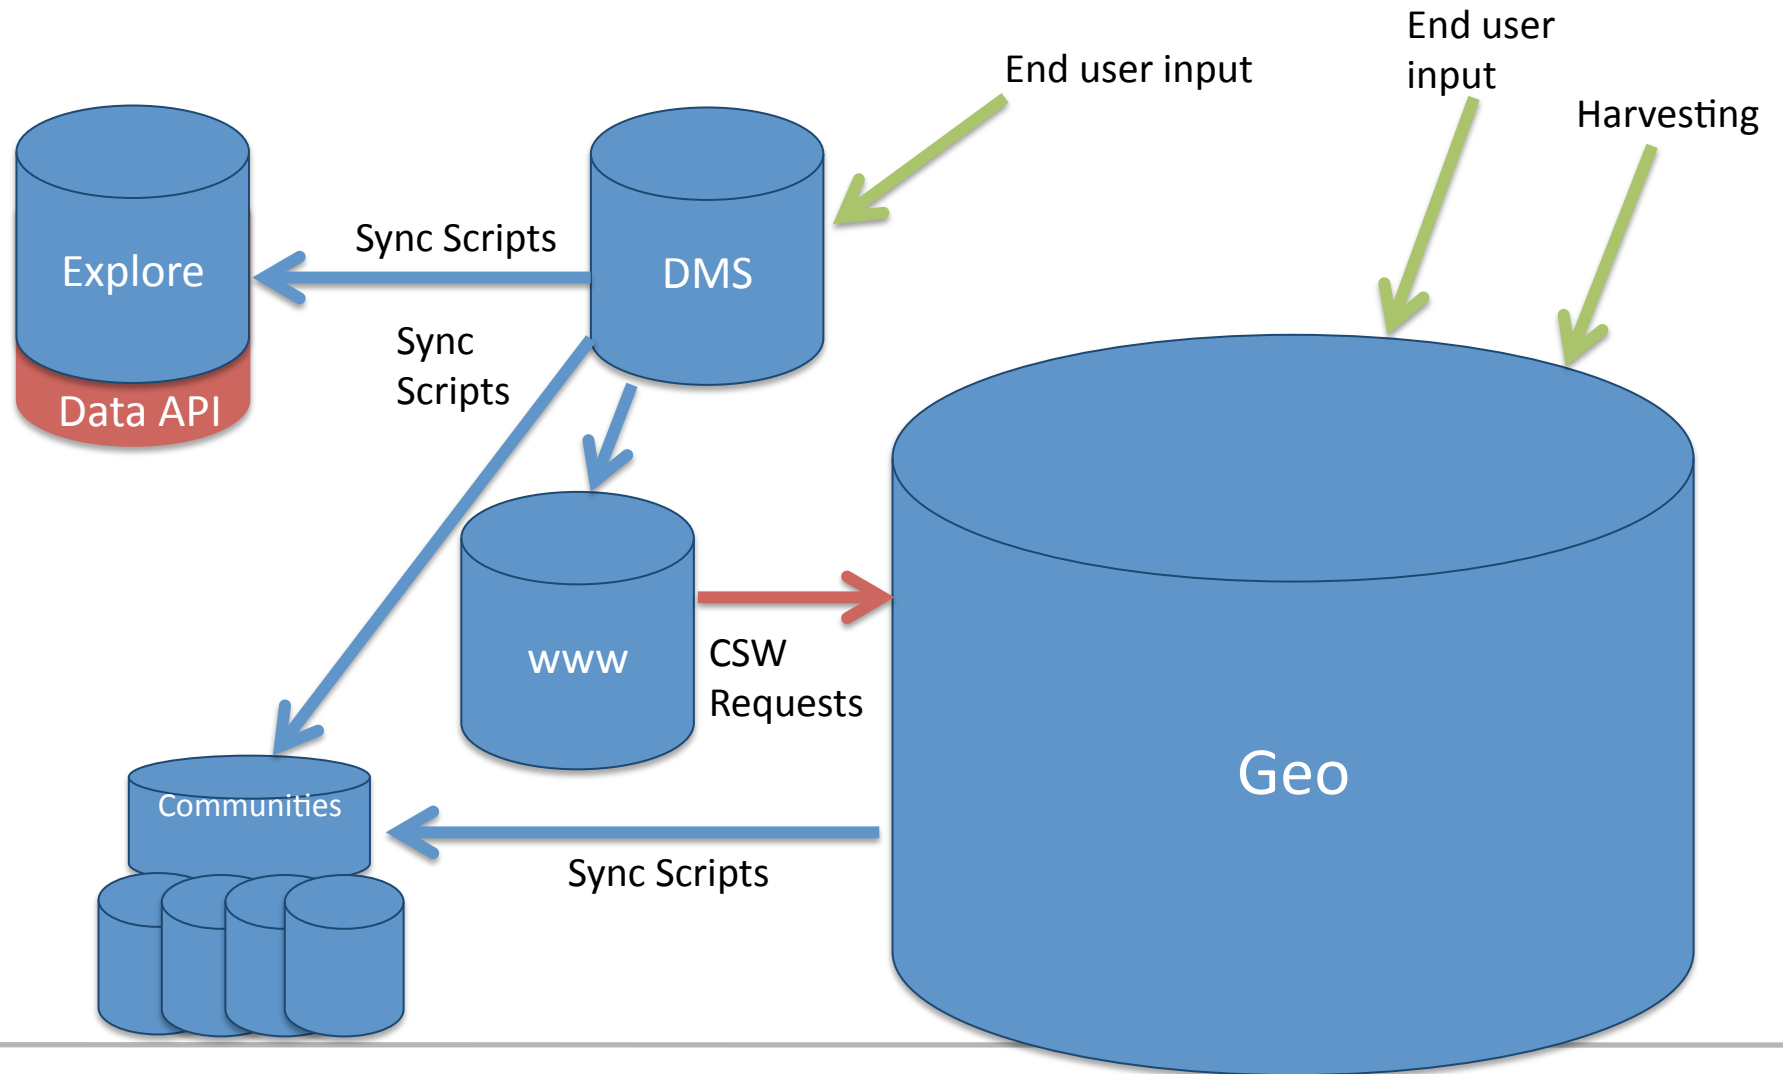 End user
input
End user input
Harvesting
Sync Scripts
Explore
DMS
Sync
Scripts
Data API
www
CSW
Requests
Geo
Communities
Sync Scripts